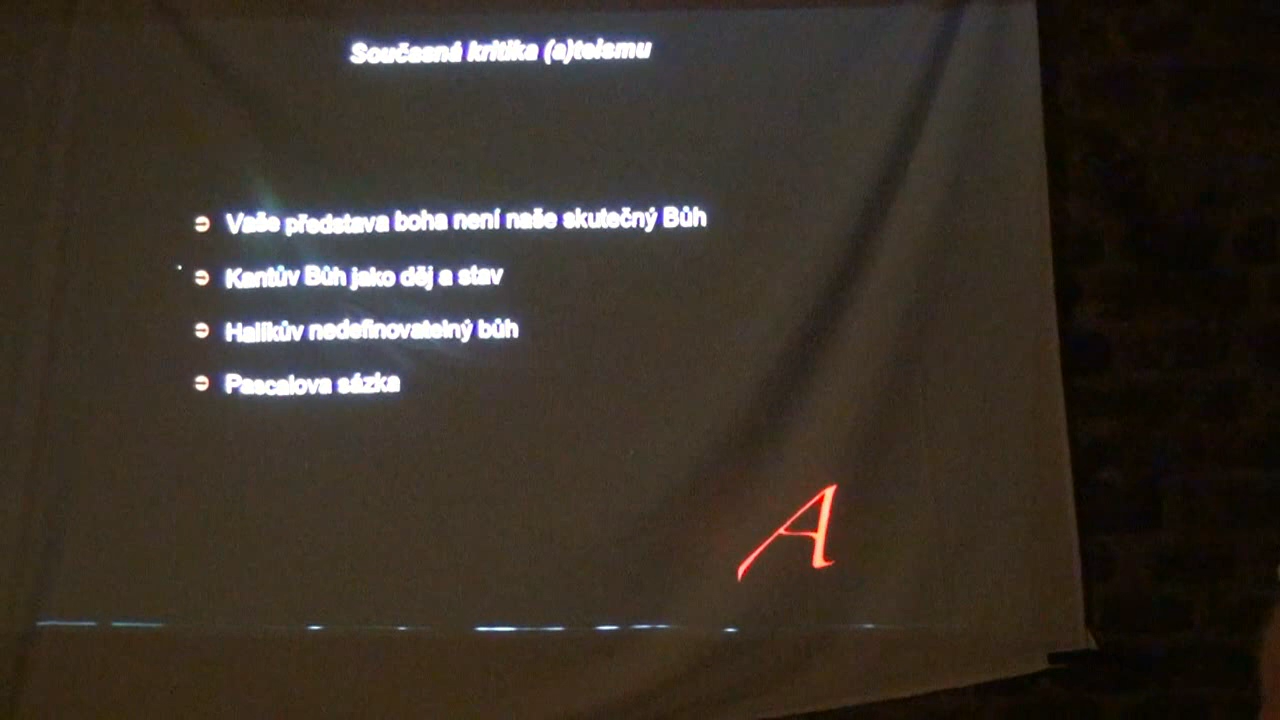 Současná kritika (a)teismu
Vaše představa boha není naše skutečný Bůh
Kantův Bůh jako děj a stav
Halíkův nedefinovatelný bůh
Pascalova sázka
A